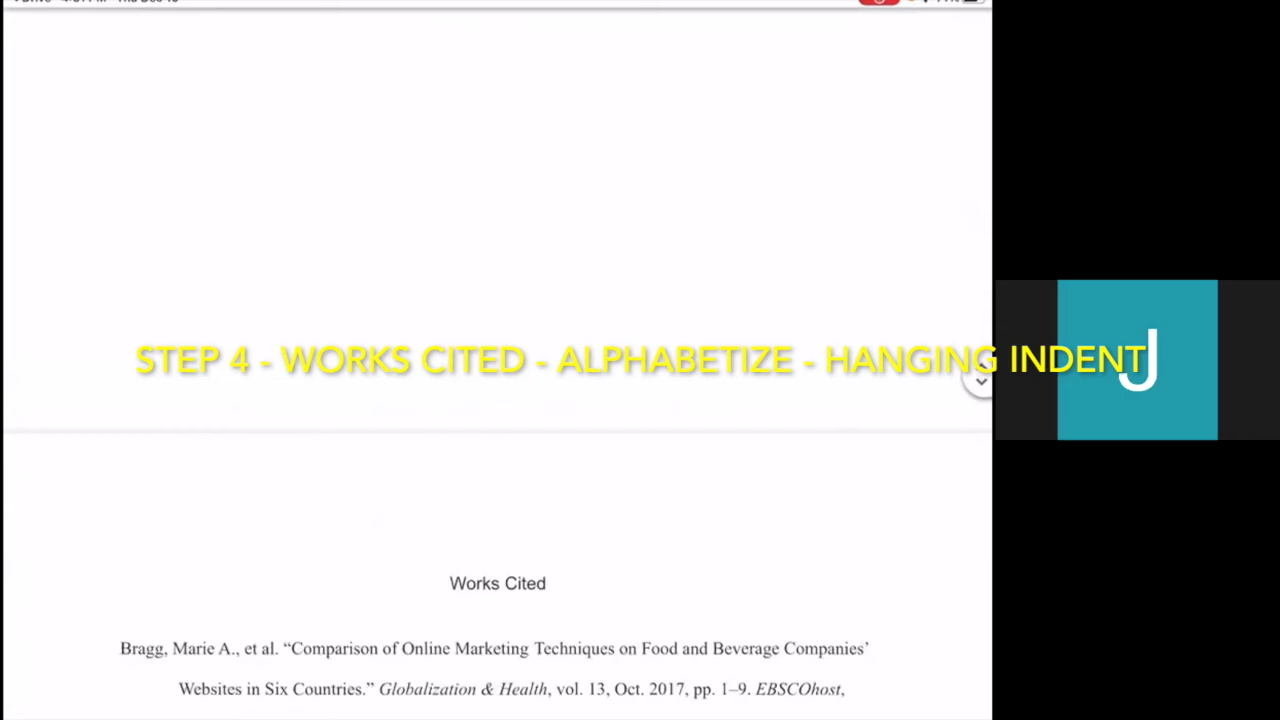 STEP 4 - WORKS CITED - ALPHABETIZE - HANGING INDENT
J
Works Cited
Bragg, Marie A., et al. “Comparison of Online Marketing Techniques on Food and Beverage Companies’
Websites in Six Countries.” Globalization & Health, vol. 13, Oct. 2017, pp. 1–9. EBSCOhost,